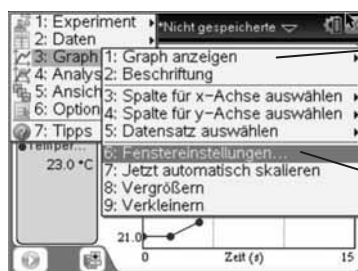 1: Experiment
*Nicht gespeicherte
2: Daten
3: Graph
1: Graph anzeigen
4: Analys
2: Beschriftung
5: Ansich
3: Spalte für x-Achse auswählen
6: Option
4: Spalte für y-Achse auswählen
7: Tipps
5: Datensatz auswählen
6: Fenstereinstellungen...
23.0 °C
7: Jetzt automatisch skalieren
8: Vergrößern
9: Verkleinern
21.0
0 Zeit (s) 15